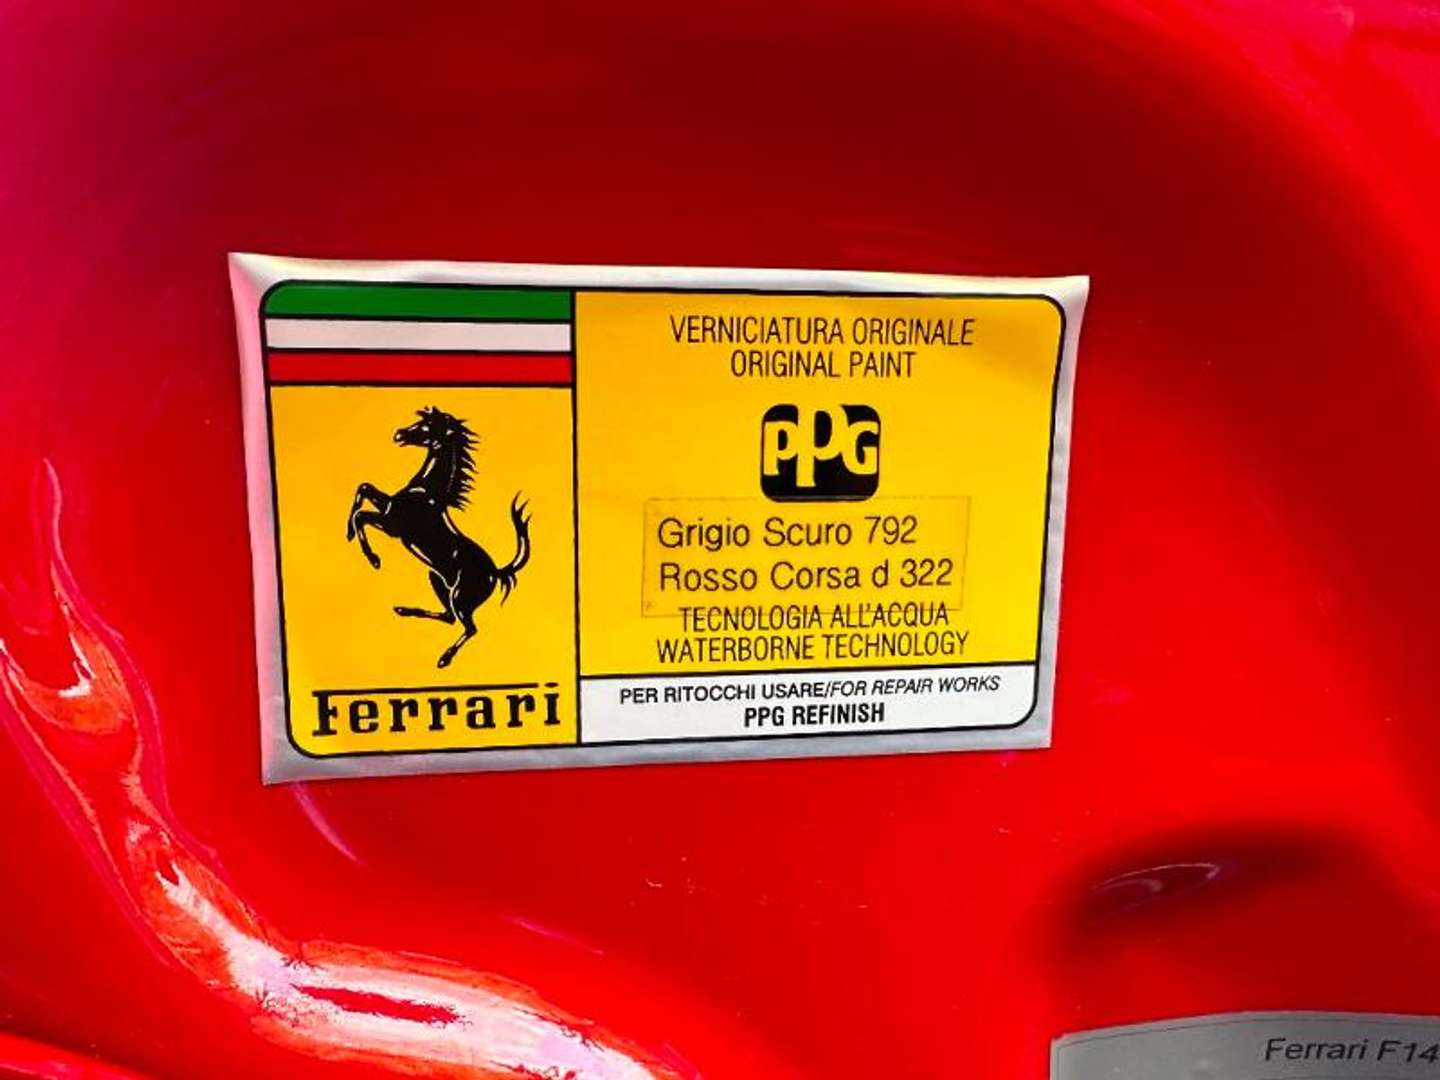 VERNICIATURA ORIGINALE
ORIGINAL PAINT
PPG
Grigio Scuro 792
Rosso Corsa d 322
TECNOLOGIA ALL'ACQUA
WATERBORNE TECHNOLOGY
Ferrari
PER RITOCCHI USARE/FOR REPAIR WORKS
PPG REFINISH
Ferrari F14